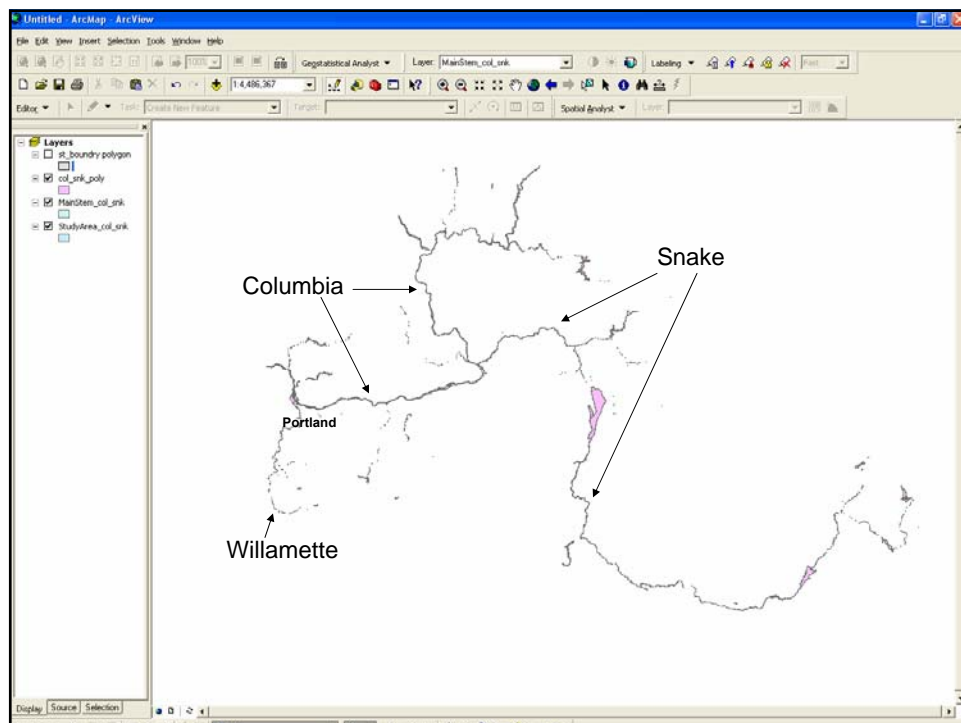 Untitled - ArcMap - ArcView
File Edit View Insert Selection Tools Window Help
100% Geostatistical Analyst Layer: MainStem_col_snk Labeling Fast
1:4,486,367
Editor Task: Create New Feature Target: Spatial Analyst Layer:
Layers
st_boundry polygon
col_snk_poly
MainStem_col_snk
StudyArea_col_snk
Snake
Columbia
Portland
Willamette
Display Source Selection